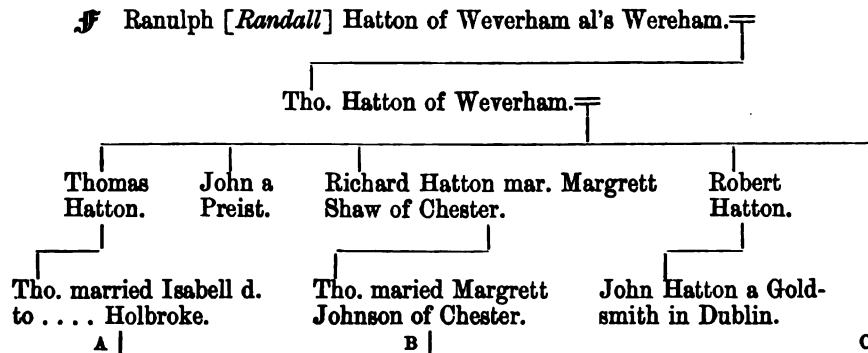 F Ranulph [Randall] Hatton of Weverham al's Wereham.
Tho. Hatton of Weverham.
Thomas
Hatton.
John a
Preist.
Richard Hatton mar. Margrett
Shaw of Chester.
Robert
Hatton.
Tho. married Isabell d.
to .... Holbroke.
Tho. maried Margrett
Johnson of Chester.
John Hatton a Gold-
smith in Dublin.
A
B
C